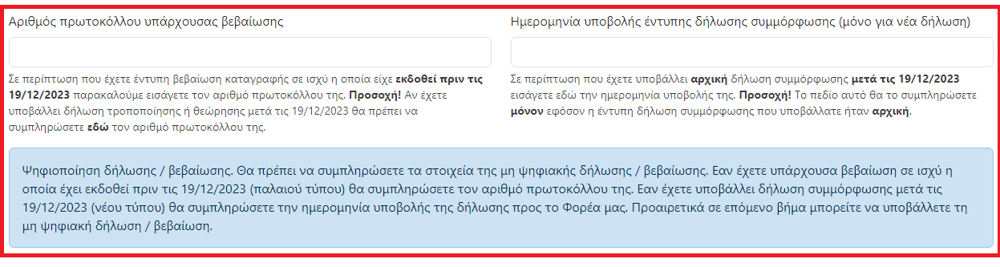 Αριθμός πρωτοκόλλου υπάρχουσας βεβαίωσης
Σε περίπτωση που έχετε έντυπη βεβαίωση καταγραφής σε ισχύ η οποία είχε εκδοθεί πριν τις
19/12/2023 παρακαλούμε εισάγετε τον αριθμό πρωτοκόλλου της. Προσοχή! Αν έχετε
υποβάλλει δήλωση τροποποίησης ή θεώρησης μετά τις 19/12/2023 θα πρέπει να
συμπληρώσετε εδώ τον αριθμό πρωτοκόλλου της.
Ημερομηνία υποβολής έντυπης δήλωσης συμμόρφωσης (μόνο για νέα δήλωση)
Σε περίπτωση που έχετε υποβάλλει αρχική δήλωση συμμόρφωσης μετά τις 19/12/2023
εισάγετε εδώ την ημερομηνία υποβολής της. Προσοχή! Το πεδίο αυτό θα το συμπληρώσετε
μόνον εφόσον η έντυπη δήλωση συμμόρφωσης που υποβάλλατε ήταν αρχική.
Ψηφιοποίηση δήλωσης / βεβαίωσης. Θα πρέπει να συμπληρώσετε τα στοιχεία της μη ψηφιακής δήλωσης / βεβαίωσης. Εαν έχετε υπάρχουσα βεβαίωση σε ισχύ η
οποία έχει εκδοθεί πριν τις 19/12/2023 (παλαιού τύπου) θα συμπληρώσετε τον αριθμό πρωτοκόλλου της. Εαν έχετε υποβάλλει δήλωση συμμόρφωσης μετά τις
19/12/2023 (νέου τύπου) θα συμπληρώσετε την ημερομηνία υποβολής της δήλωσης προς το Φορέα μας. Προαιρετικά σε επόμενο βήμα μπορείτε να υποβάλλετε τη
μη ψηφιακή δήλωση / βεβαίωση.